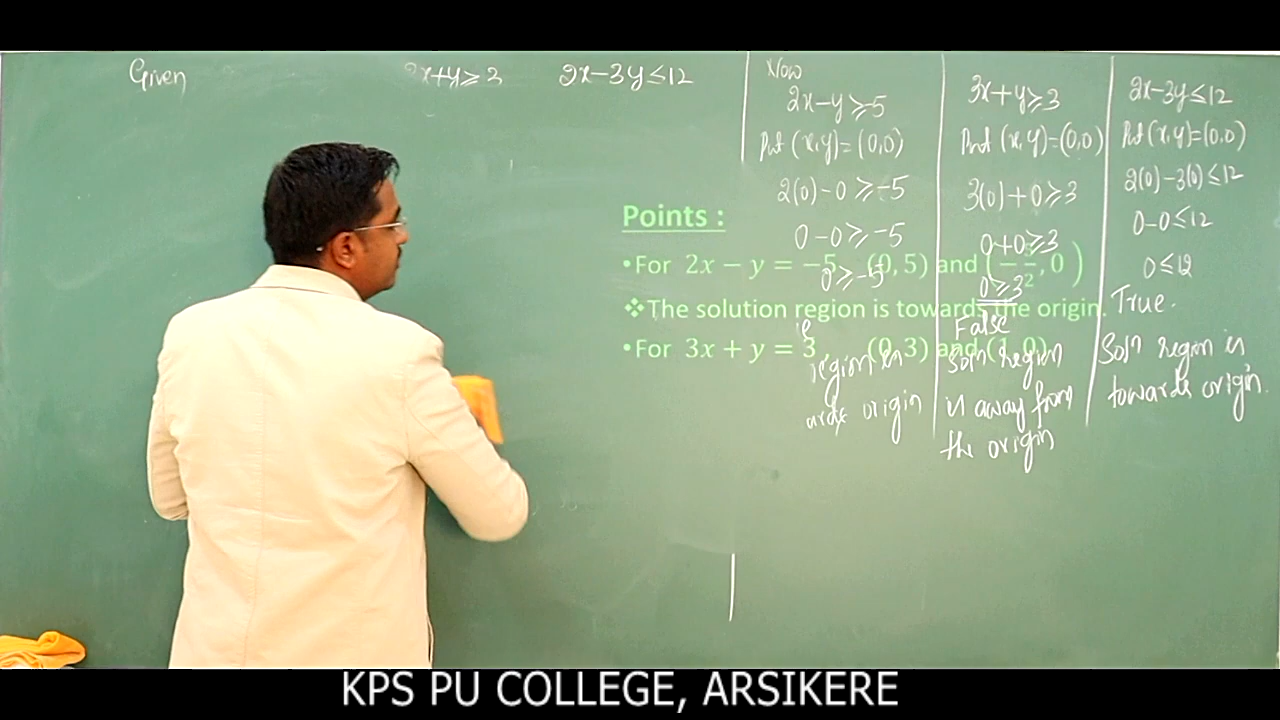 Given 3x+y≥3 2x-3y≤12
Now
2x-y≥-5
Put (x,y)=(0,0)
2(0)-0≥-5
0-0≥-5
0≥-5
region is
origin
3x+y≥3
Put (x,y)=(0,0)
3(0)+0≥3
0+0≥3
0≥3
False
Soln region
is away from
the origin
2x-3y≤12
Put (x,y)=(0,0)
2(0)-3(0)≤12
0-0≤12
0≤12
True.
Soln region is
towards origin.
Points :
•For 2x − y = −5 (0, 5) and (−5/2, 0)
❖The solution region is towards the origin.
•For 3x + y = 3 (0, 3) and (1, 0)
KPS PU COLLEGE, ARSIKERE